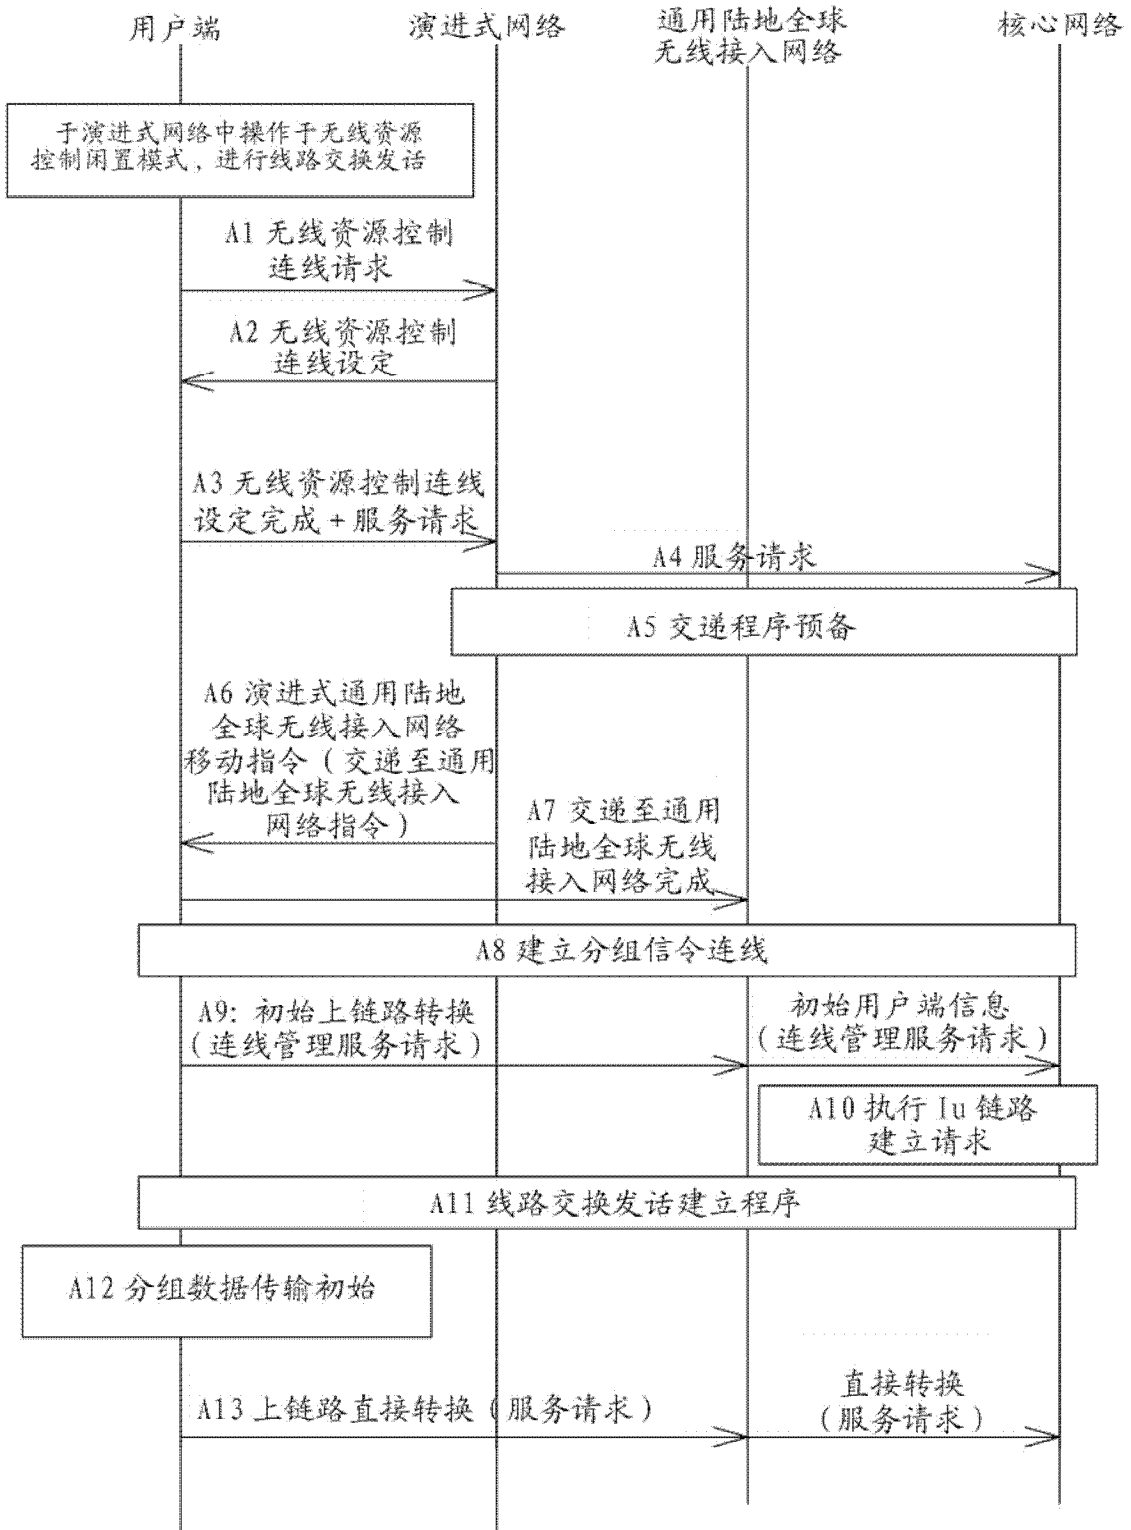 用户端
演进式网络
通用陆地全球
无线接入网络
核心网络
于演进式网络中操作于无线资源
控制闲置模式，进行线路交换发话
A1 无线资源控制
连线请求
A2 无线资源控制
连线设定
A3 无线资源控制连线
设定完成 + 服务请求
A4 服务请求
A5 交递程序预备
A6 演进式通用陆地
全球无线接入网络
移动指令（交递至通用
陆地全球无线接入
网络指令）
A7 交递至通用
陆地全球无线
接入网络完成
A8 建立分组信令连线
A9: 初始上链路转换
（连线管理服务请求）
初始用户端信息
（连线管理服务请求）
A10 执行 Iu 链路
建立请求
A11 线路交换发话建立程序
A12 分组数据传输初始
A13 上链路直接转换（服务请求）
直接转换
（服务请求）